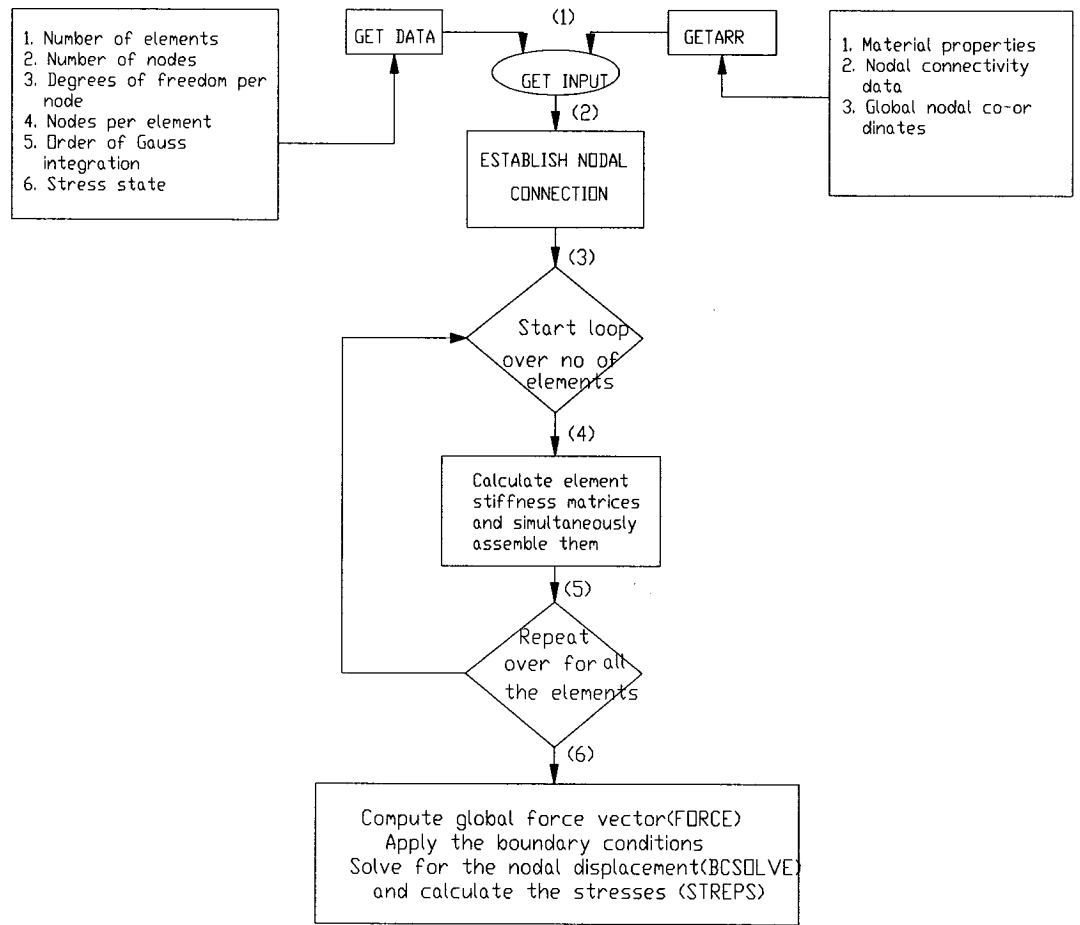 1. Number of elements
2. Number of nodes
3. Degrees of freedom per
node
4. Nodes per element
5. Order of Gauss
integration
6. Stress state
GET DATA
(1)
GETARR
1. Material properties
2. Nodal connectivity
data
3. Global nodal co-or
dinates
GET INPUT
(2)
ESTABLISH NODAL
CONNECTION
(3)
Start loop
over no of
elements
(4)
Calculate element
stiffness matrices
and simultaneously
assemble them
(5)
Repeat
over for all
the elements
(6)
Compute global force vector(FORCE)
Apply the boundary conditions
Solve for the nodal displacement(BCSOLVE)
and calculate the stresses (STREPS)